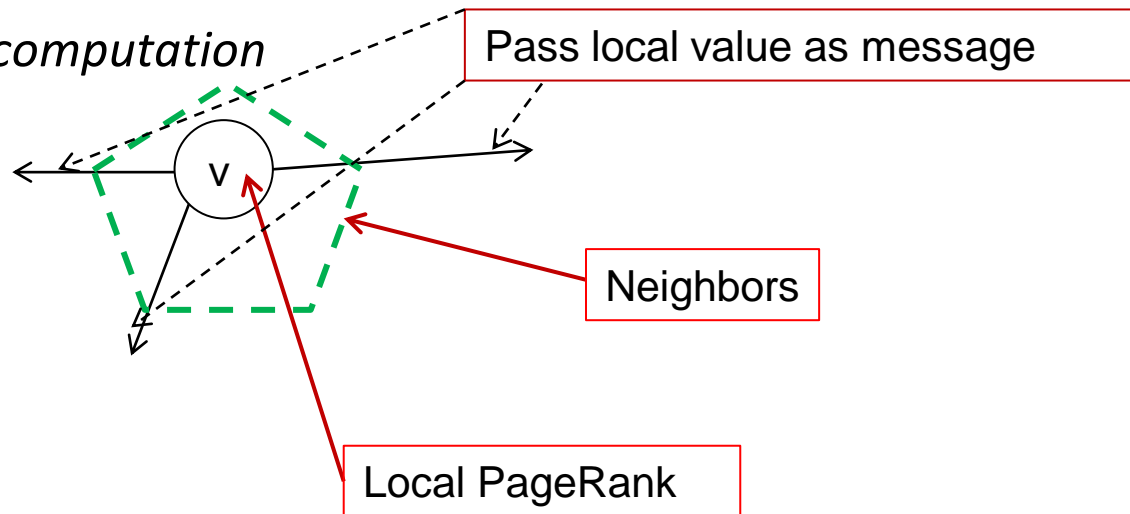 computation
Pass local value as message
v
Neighbors
Local PageRank